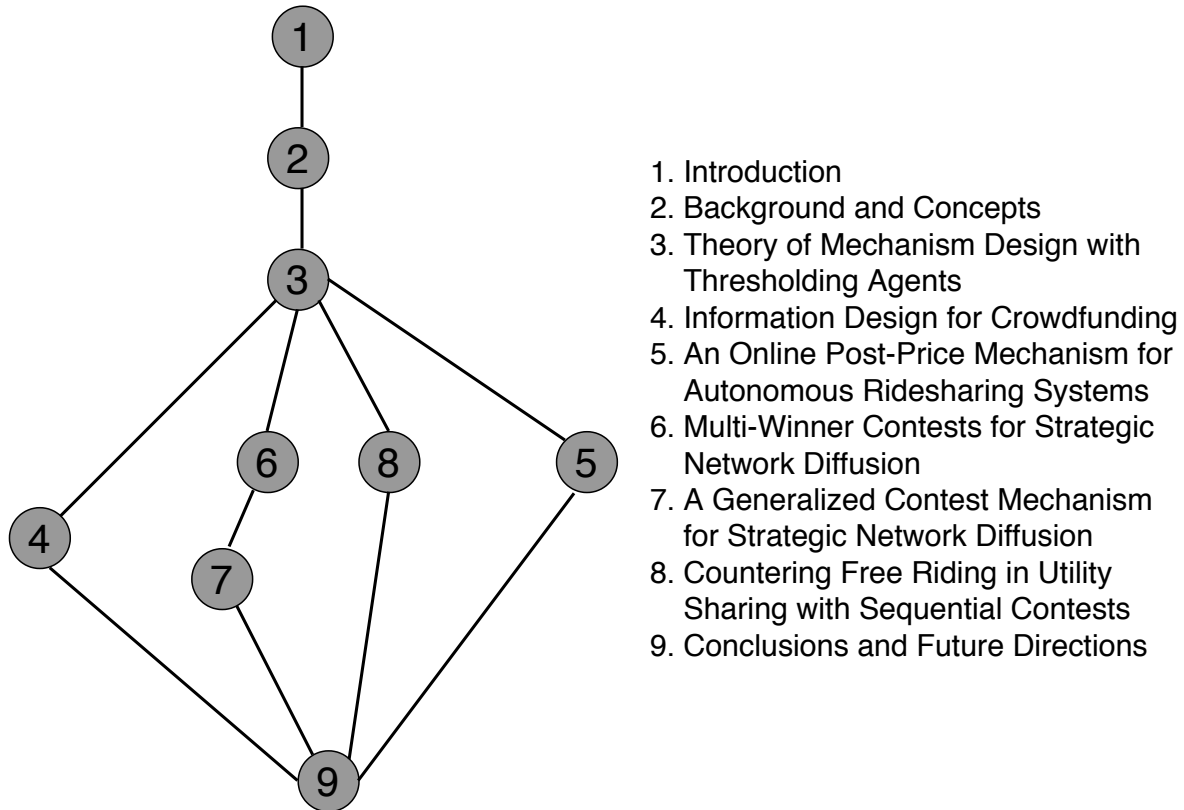 1
2
3
6
8
5
4
7
9
1. Introduction
2. Background and Concepts
3. Theory of Mechanism Design with
Thresholding Agents
4. Information Design for Crowdfunding
5. An Online Post-Price Mechanism for
Autonomous Ridesharing Systems
6. Multi-Winner Contests for Strategic
Network Diffusion
7. A Generalized Contest Mechanism
for Strategic Network Diffusion
8. Countering Free Riding in Utility
Sharing with Sequential Contests
9. Conclusions and Future Directions